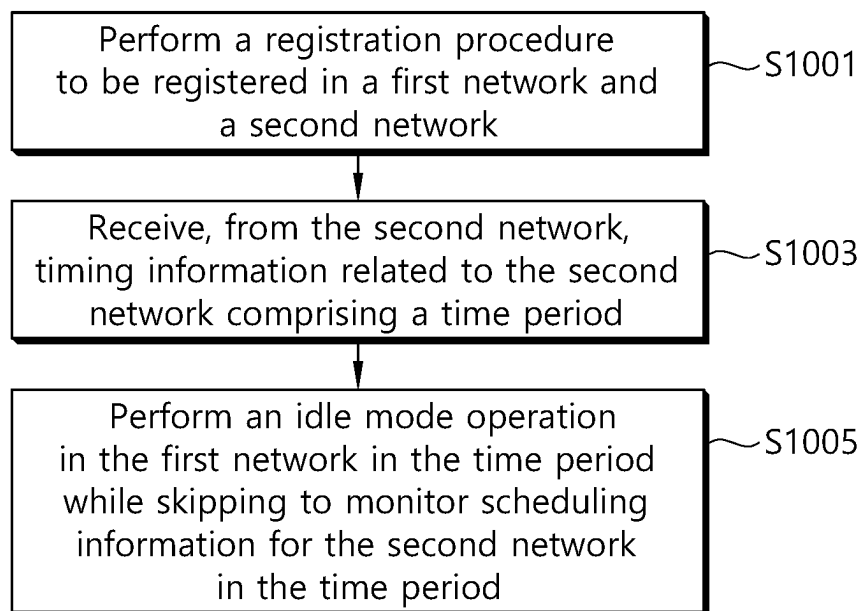 Perform a registration procedure
to be registered in a first network and
a second network
S1001
Receive, from the second network,
timing information related to the second
network comprising a time period
S1003
Perform an idle mode operation
in the first network in the time period
while skipping to monitor scheduling
information for the second network
in the time period
S1005